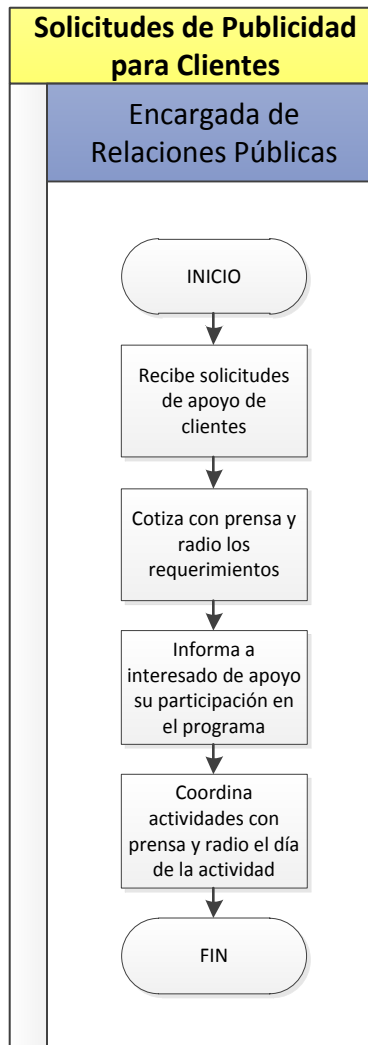 Solicitudes de Publicidad
para Clientes
Encargada de
Relaciones Públicas
INICIO
Recibe solicitudes
de apoyo de
clientes
Cotiza con prensa y
radio los
requerimientos
Informa a
interesado de apoyo
su participación en
el programa
Coordina
actividades con
prensa y radio el día
de la actividad
FIN